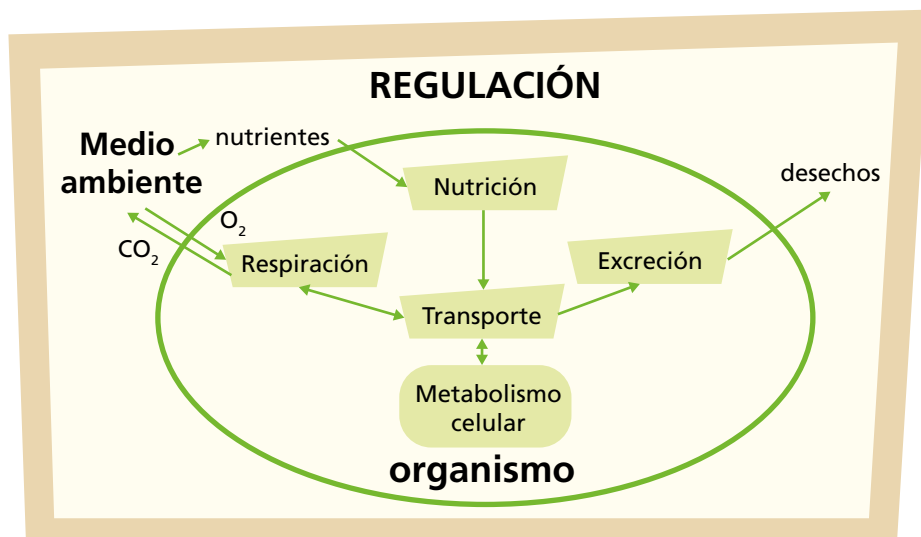 REGULACIÓN
Medio
ambiente
nutrientes
Nutrición
desechos
O₂
CO₂
Respiración
Excreción
Transporte
Metabolismo
celular
organismo